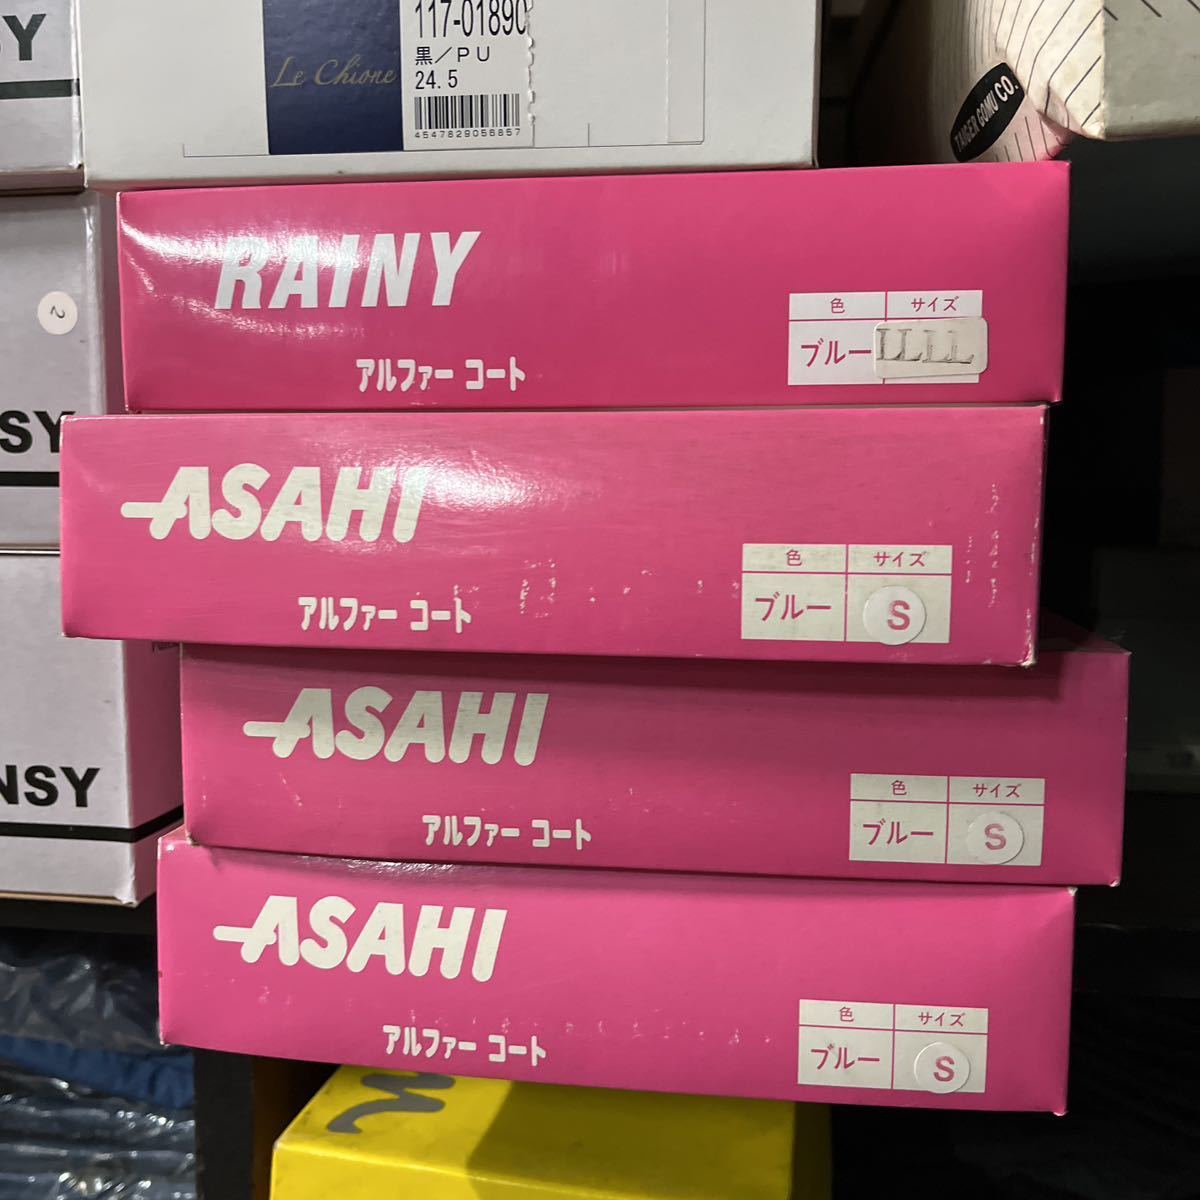 SY
117-01890
Le Chione
黒/PU
24.5
4547829056857
TAIGER GOMU CO.
RAINY
アルファー コート
色 サイズ
ブルー LLLL
2
SY
ASAHI
アルファー コート
色 サイズ
ブルー S
ASAHI
アルファー コート
色 サイズ
ブルー S
NSY
ASAHI
アルファー コート
色 サイズ
ブルー S